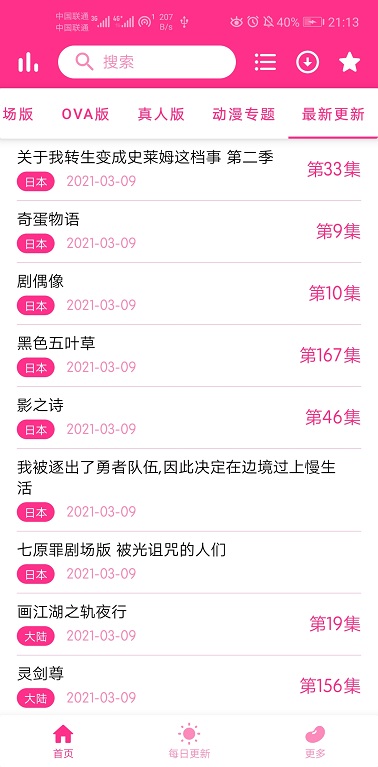 中国联通 3G 4G 1 207 40% 21:13
中国联通 B/s
搜索
场版 OVA版 真人版 动漫专题 最新更新
关于我转生变成史莱姆这档事 第二季
第33集
日本 2021-03-09
奇蛋物语
第9集
日本 2021-03-09
剧偶像
第10集
日本 2021-03-09
黑色五叶草
第167集
日本 2021-03-09
影之诗
第46集
日本 2021-03-09
我被逐出了勇者队伍,因此决定在边境过上慢生
活
日本 2021-03-09
七原罪剧场版 被光诅咒的人们
日本 2021-03-09
画江湖之轨夜行
第19集
大陆 2021-03-09
灵剑尊
第156集
大陆 2021-03-09
首页 每日更新 更多